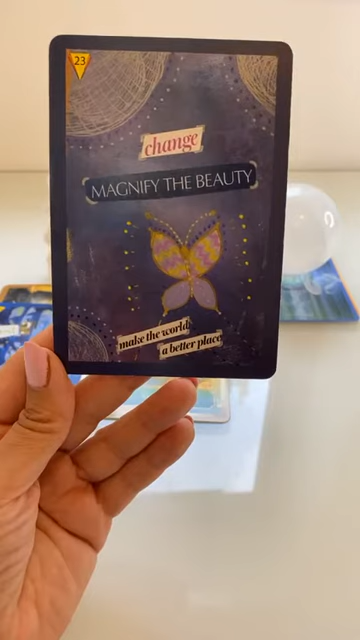 23
change
MAGNIFY THE BEAUTY
make the world
a better place